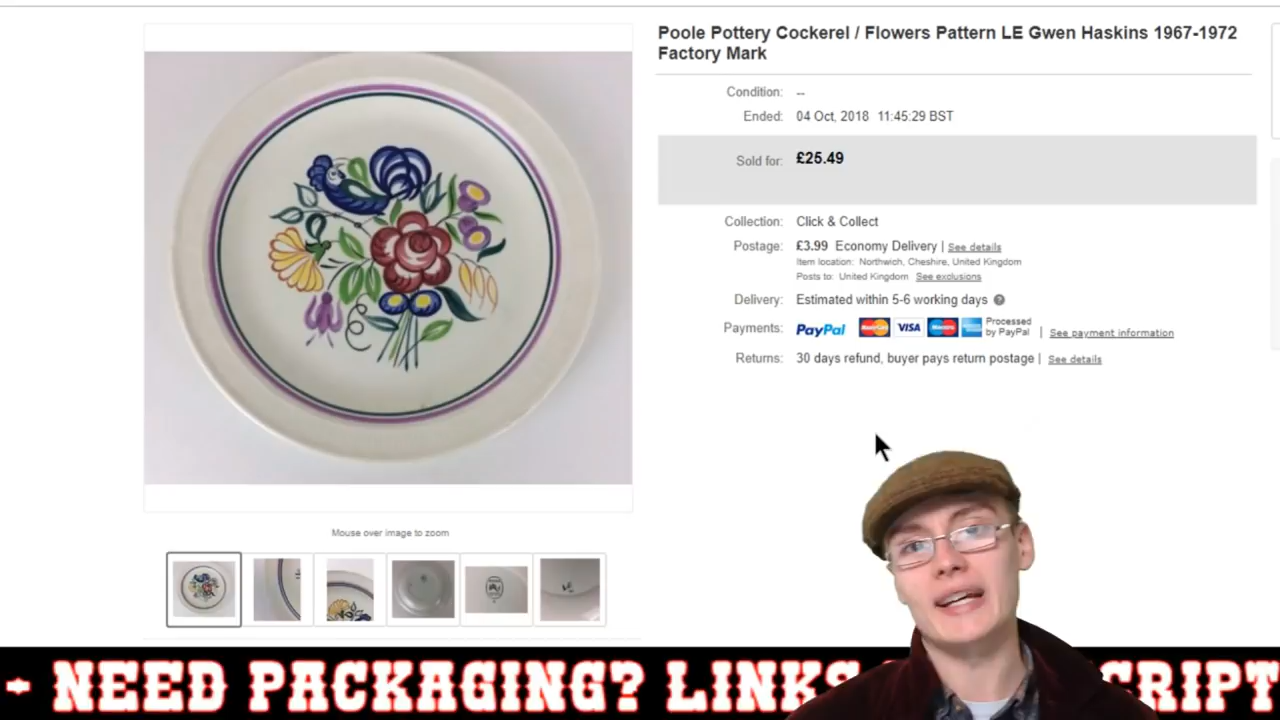 Poole Pottery Cockerel / Flowers Pattern LE Gwen Haskins 1967-1972
Factory Mark
Condition: --
Ended: 04 Oct, 2018 11:45:29 BST
Sold for: £25.49
Collection: Click & Collect
Postage: £3.99 Economy Delivery | See details
Item location: Northwich, Cheshire, United Kingdom
Posts to: United Kingdom See exclusions
Delivery: Estimated within 5-6 working days
Payments: PayPal MasterCard VISA Maestro Processed by PayPal | See payment information
Returns: 30 days refund, buyer pays return postage | See details
Mouse over image to zoom
- NEED PACKAGING? LINKS CRIPT